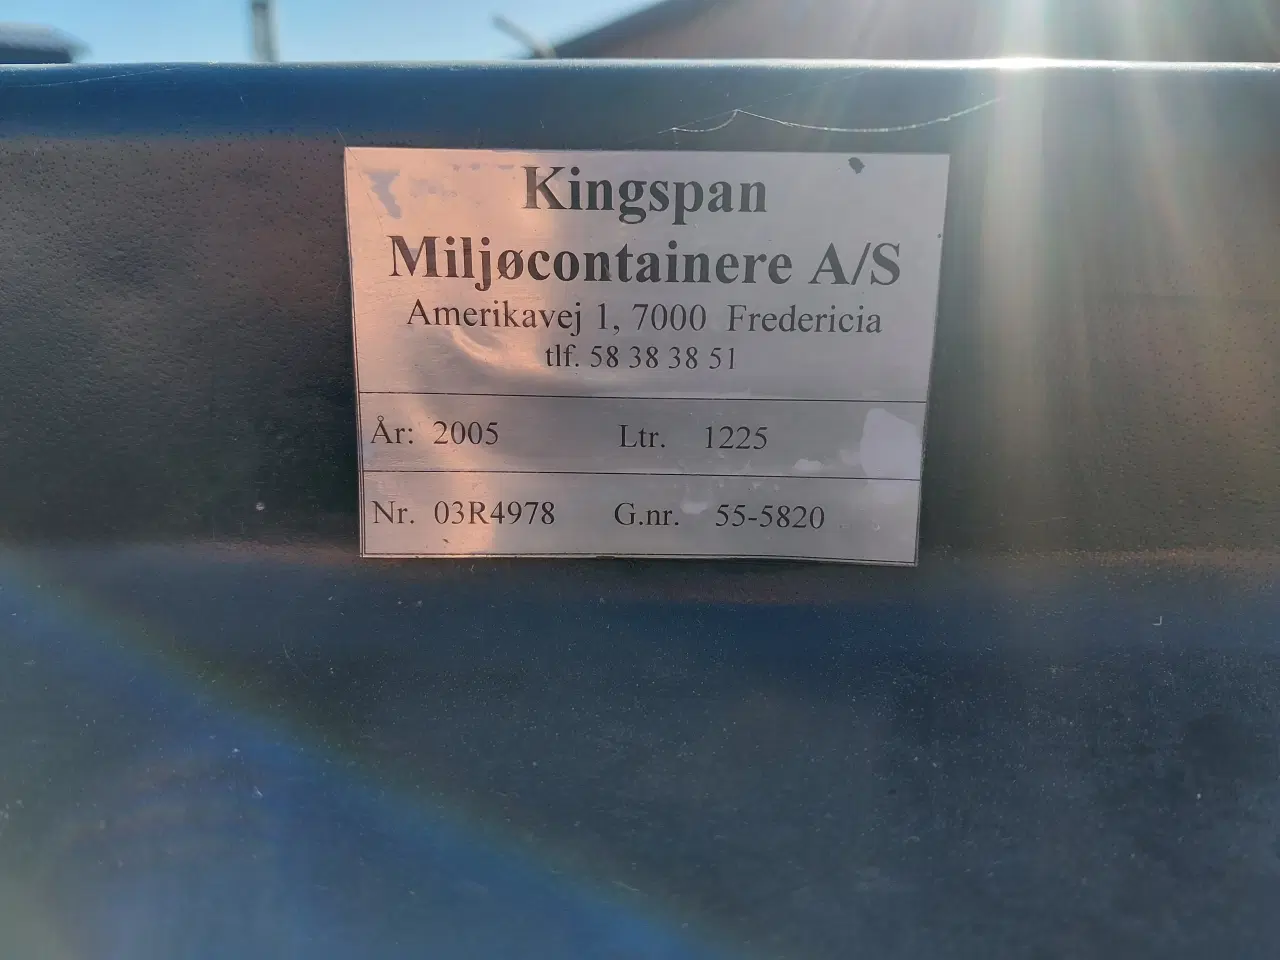 Kingspan
Miljøcontainere A/S
Amerikavej 1, 7000 Fredericia
tlf. 58 38 38 51
År: 2005 Ltr. 1225
Nr. 03R4978 G.nr. 55-5820